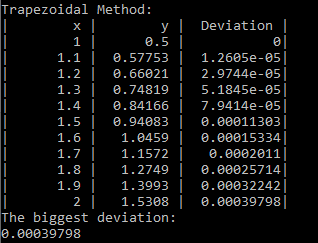 Trapezoidal Method:
| x | y | Deviation |
| 1 | 0.5 | 0|
| 1.1 | 0.57753 | 1.2605e-05|
| 1.2 | 0.66021 | 2.9744e-05|
| 1.3 | 0.74819 | 5.1845e-05|
| 1.4 | 0.84166 | 7.9414e-05|
| 1.5 | 0.94083 | 0.00011303|
| 1.6 | 1.0459 | 0.00015334|
| 1.7 | 1.1572 | 0.0002011|
| 1.8 | 1.2749 | 0.00025714|
| 1.9 | 1.3993 | 0.00032242|
| 2 | 1.5308 | 0.00039798|
The biggest deviation:
0.00039798